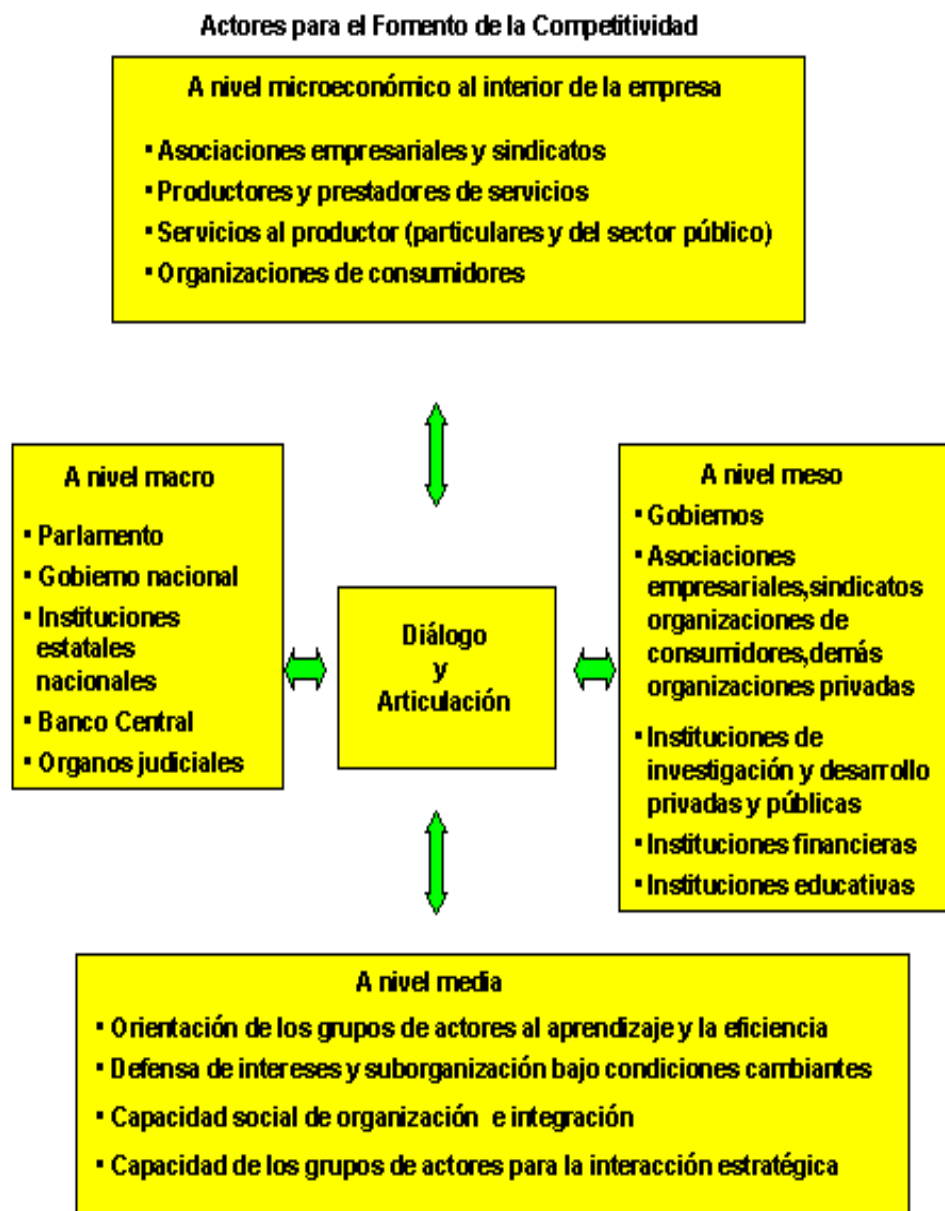 Actores para el Fomento de la Competitividad
A nivel microeconómico al interior de la empresa
▪ Asociaciones empresariales y sindicatos
▪ Productores y prestadores de servicios
▪ Servicios al productor (particulares y del sector público)
▪ Organizaciones de consumidores
A nivel macro
▪ Parlamento
▪ Gobierno nacional
▪ Instituciones
estatales
nacionales
▪ Banco Central
▪ Organos judiciales
Diálogo
y
Articulación
A nivel meso
▪ Gobiernos
▪ Asociaciones
empresariales,sindicatos
organizaciones de
consumidores,demás
organizaciones privadas
▪ Instituciones de
investigación y desarrollo
privadas y públicas
▪ Instituciones financieras
▪ Instituciones educativas
A nivel media
▪ Orientación de los grupos de actores al aprendizaje y la eficiencia
▪ Defensa de intereses y suborganización bajo condiciones cambiantes
▪ Capacidad social de organización e integración
▪ Capacidad de los grupos de actores para la interacción estratégica